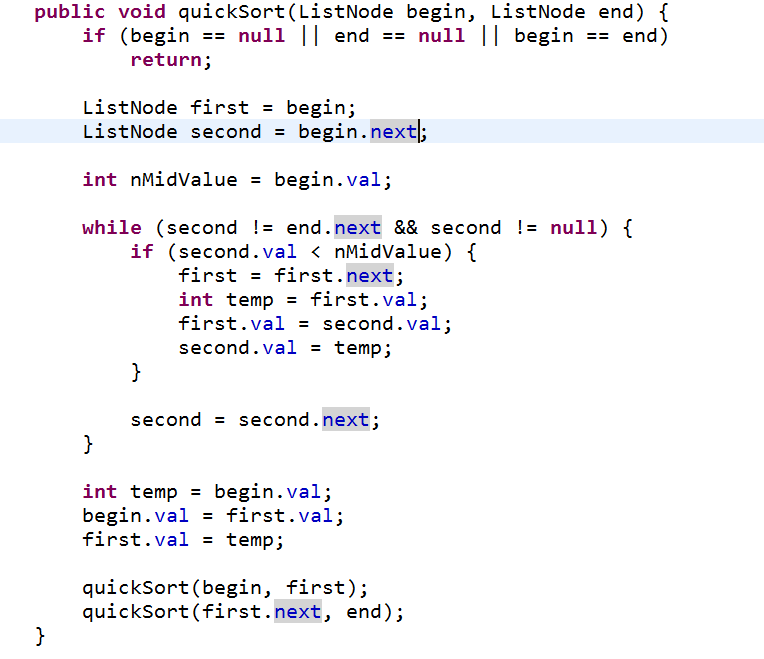 public void quickSort(ListNode begin, ListNode end) {
    if (begin == null || end == null || begin == end)
        return;

    ListNode first = begin;
    ListNode second = begin.next;

    int nMidValue = begin.val;

    while (second != end.next && second != null) {
        if (second.val < nMidValue) {
            first = first.next;
            int temp = first.val;
            first.val = second.val;
            second.val = temp;
        }

        second = second.next;
    }

    int temp = begin.val;
    begin.val = first.val;
    first.val = temp;

    quickSort(begin, first);
    quickSort(first.next, end);
}